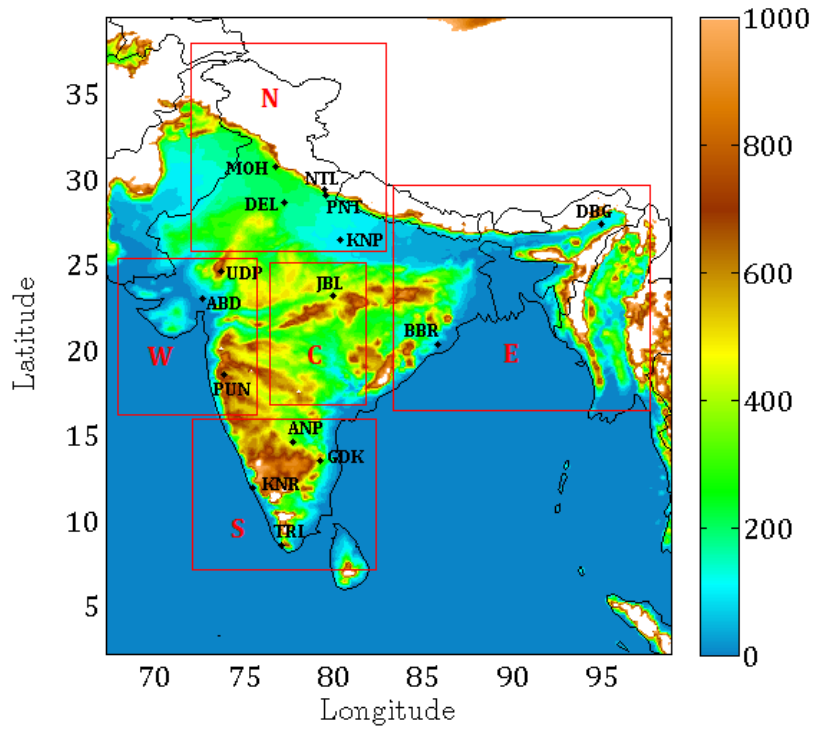 1000
800
600
400
200
0
35
30
25
20
15
10
5
Latitude
N
MOH
NTL
DEL
PNT
DBG
KNP
UDP
JBL
ABD
BBR
W
C
E
PUN
ANP
GDK
KNR
S
TRL
70 75 80 85 90 95
Longitude